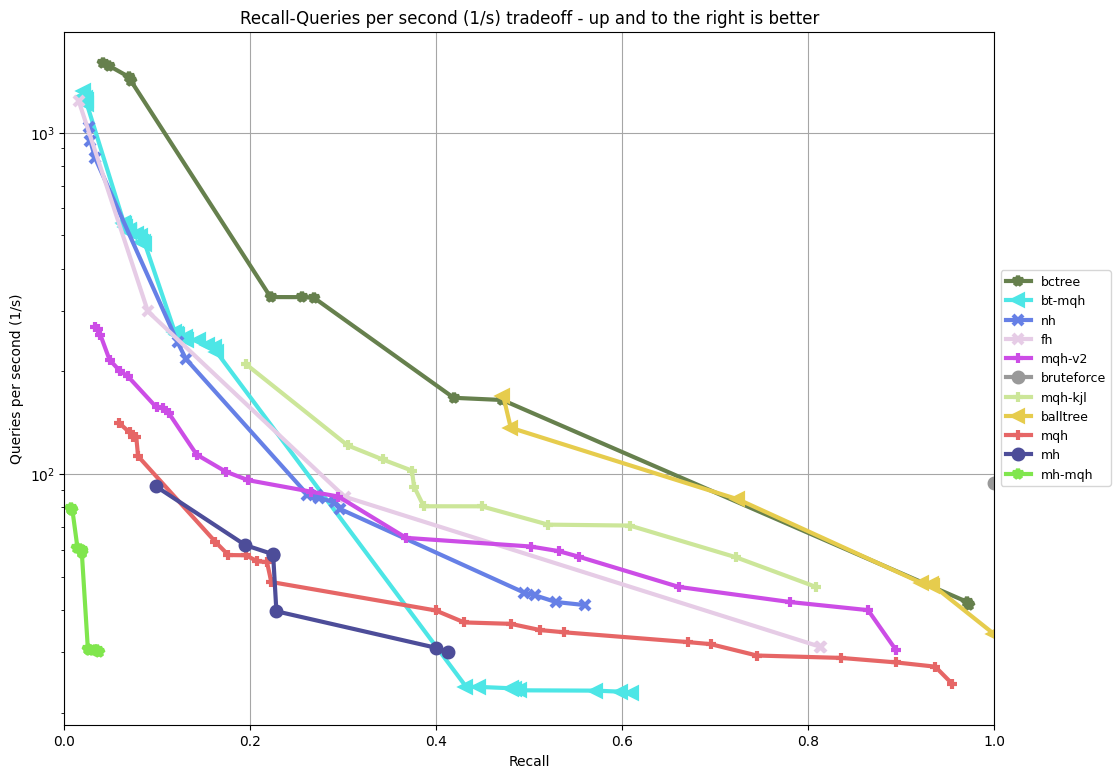 Recall-Queries per second (1/s) tradeoff - up and to the right is better
Queries per second (1/s)
10³
10²
0.0 0.2 0.4 0.6 0.8 1.0
Recall
bctree
bt-mqh
nh
fh
mqh-v2
bruteforce
mqh-kjl
balltree
mqh
mh
mh-mqh